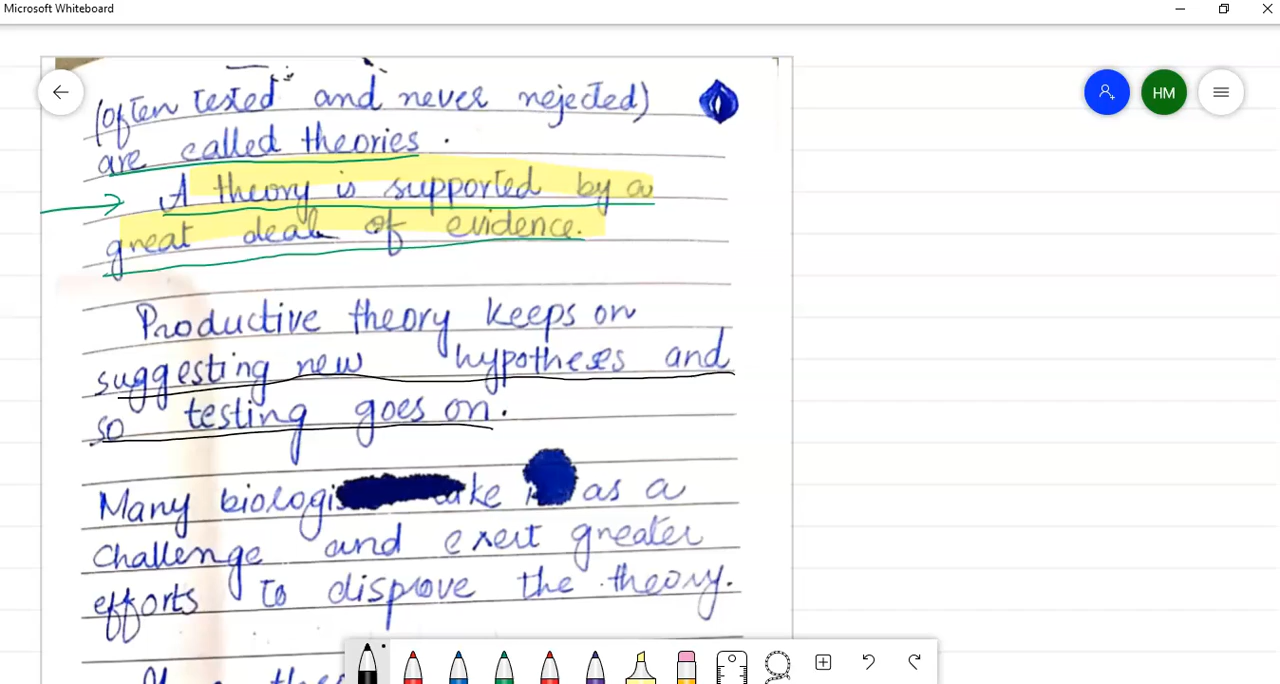 Microsoft Whiteboard
(often tested and never rejected)
are called theories.
A theory is supported by a
great deal of evidence.
HM
Productive theory keeps on
suggesting new hypotheses and
so testing goes on.
Many as a
challenge and exert greater
efforts to disprove the theory.